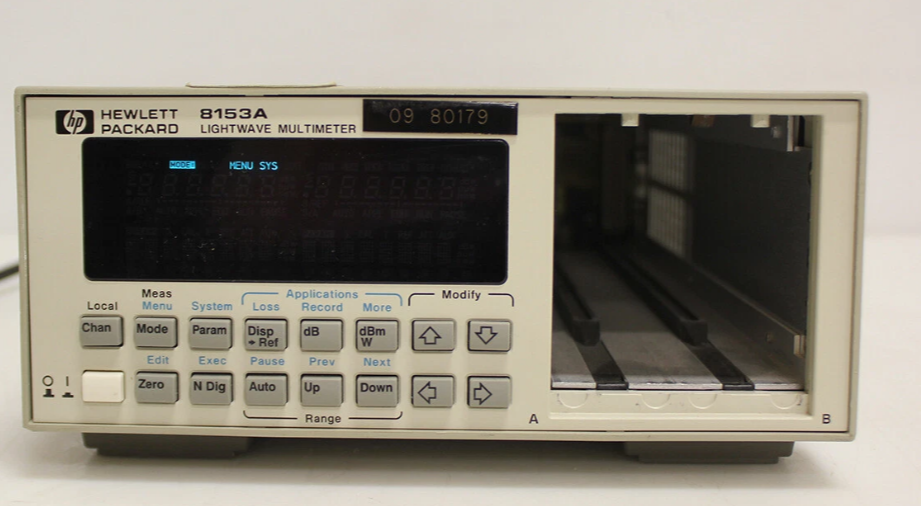 hp HEWLETT PACKARD 8153A LIGHTWAVE MULTIMETER
09 80179
MODE: MENU SYS
Applications Modify
Meas
Local Menu System Loss Record More
Chan Mode Param Disp → Ref dB dBm W
Edit Exec Pause Prev Next
O I
Zero N Dig Auto Up Down
Range
A B